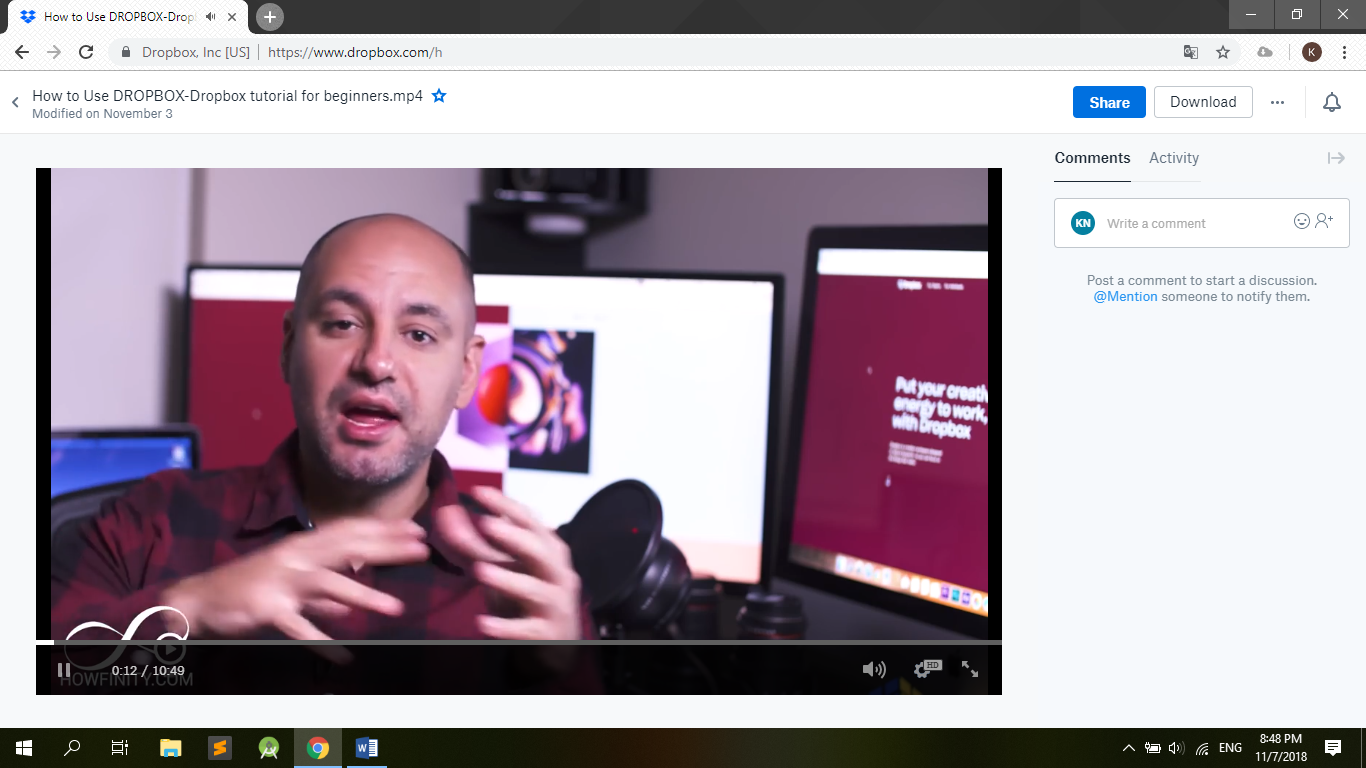 How to Use DROPBOX-Drop
Dropbox, Inc [US]
https://www.dropbox.com/h
K
How to Use DROPBOX-Dropbox tutorial for beginners.mp4
Modified on November 3
Share
Download
Comments
Activity
KN
Write a comment
Post a comment to start a discussion.
@Mention someone to notify them.
Put your creativ
energy to work,
with Dropbox
0:12 / 10:49
HD
HOWFINITY.COM
ENG
8:48 PM
11/7/2018